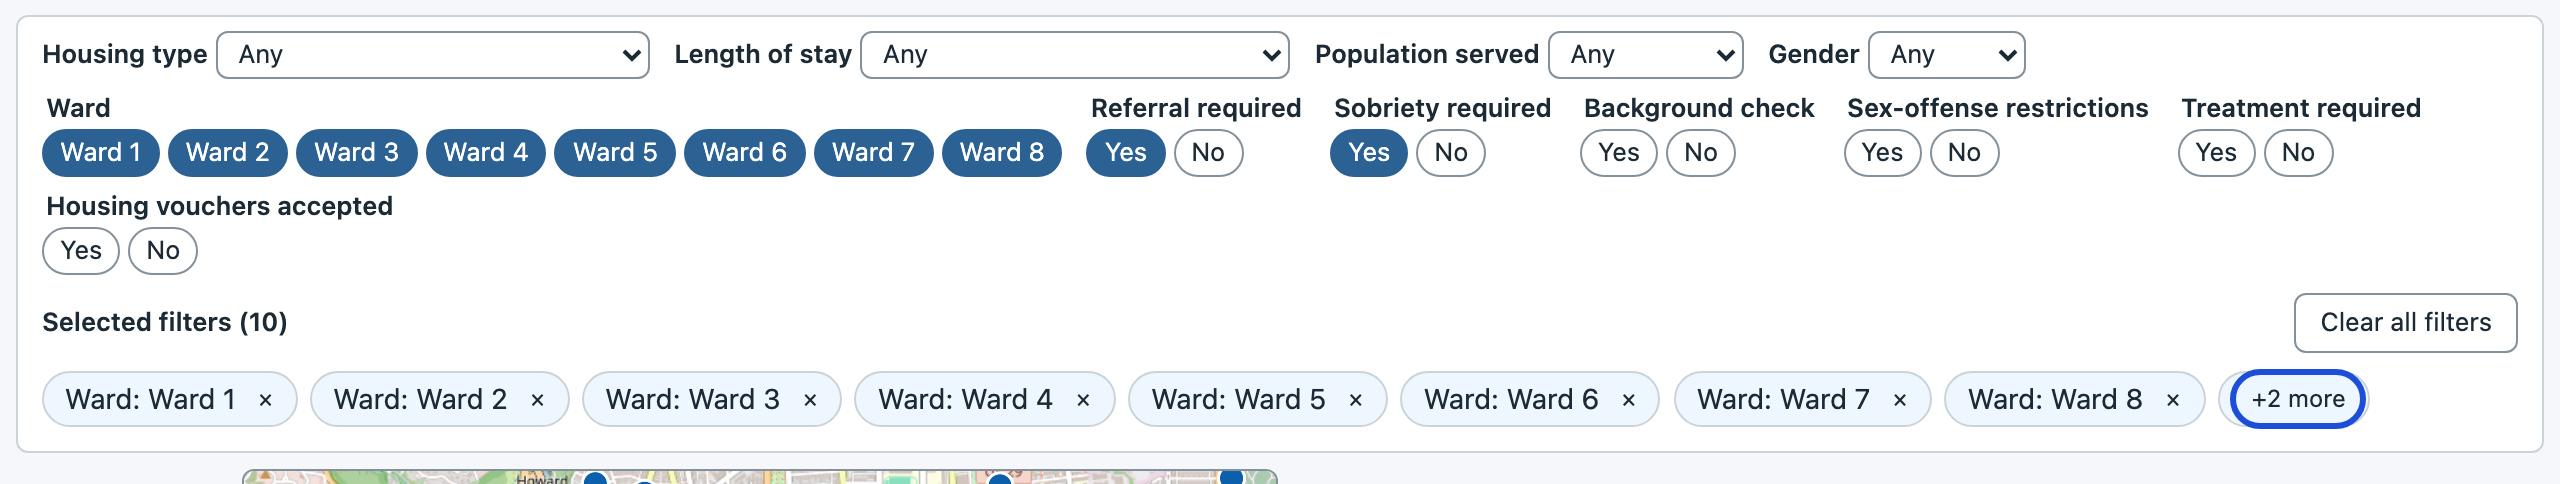 Housing type Any Length of stay Any Population served Any Gender Any
Ward Referral required Sobriety required Background check Sex-offense restrictions Treatment required
Ward 1 Ward 2 Ward 3 Ward 4 Ward 5 Ward 6 Ward 7 Ward 8 Yes No Yes No Yes No Yes No Yes No
Housing vouchers accepted
Yes No
Selected filters (10) Clear all filters
Ward: Ward 1 × Ward: Ward 2 × Ward: Ward 3 × Ward: Ward 4 × Ward: Ward 5 × Ward: Ward 6 × Ward: Ward 7 × Ward: Ward 8 × +2 more
Howard